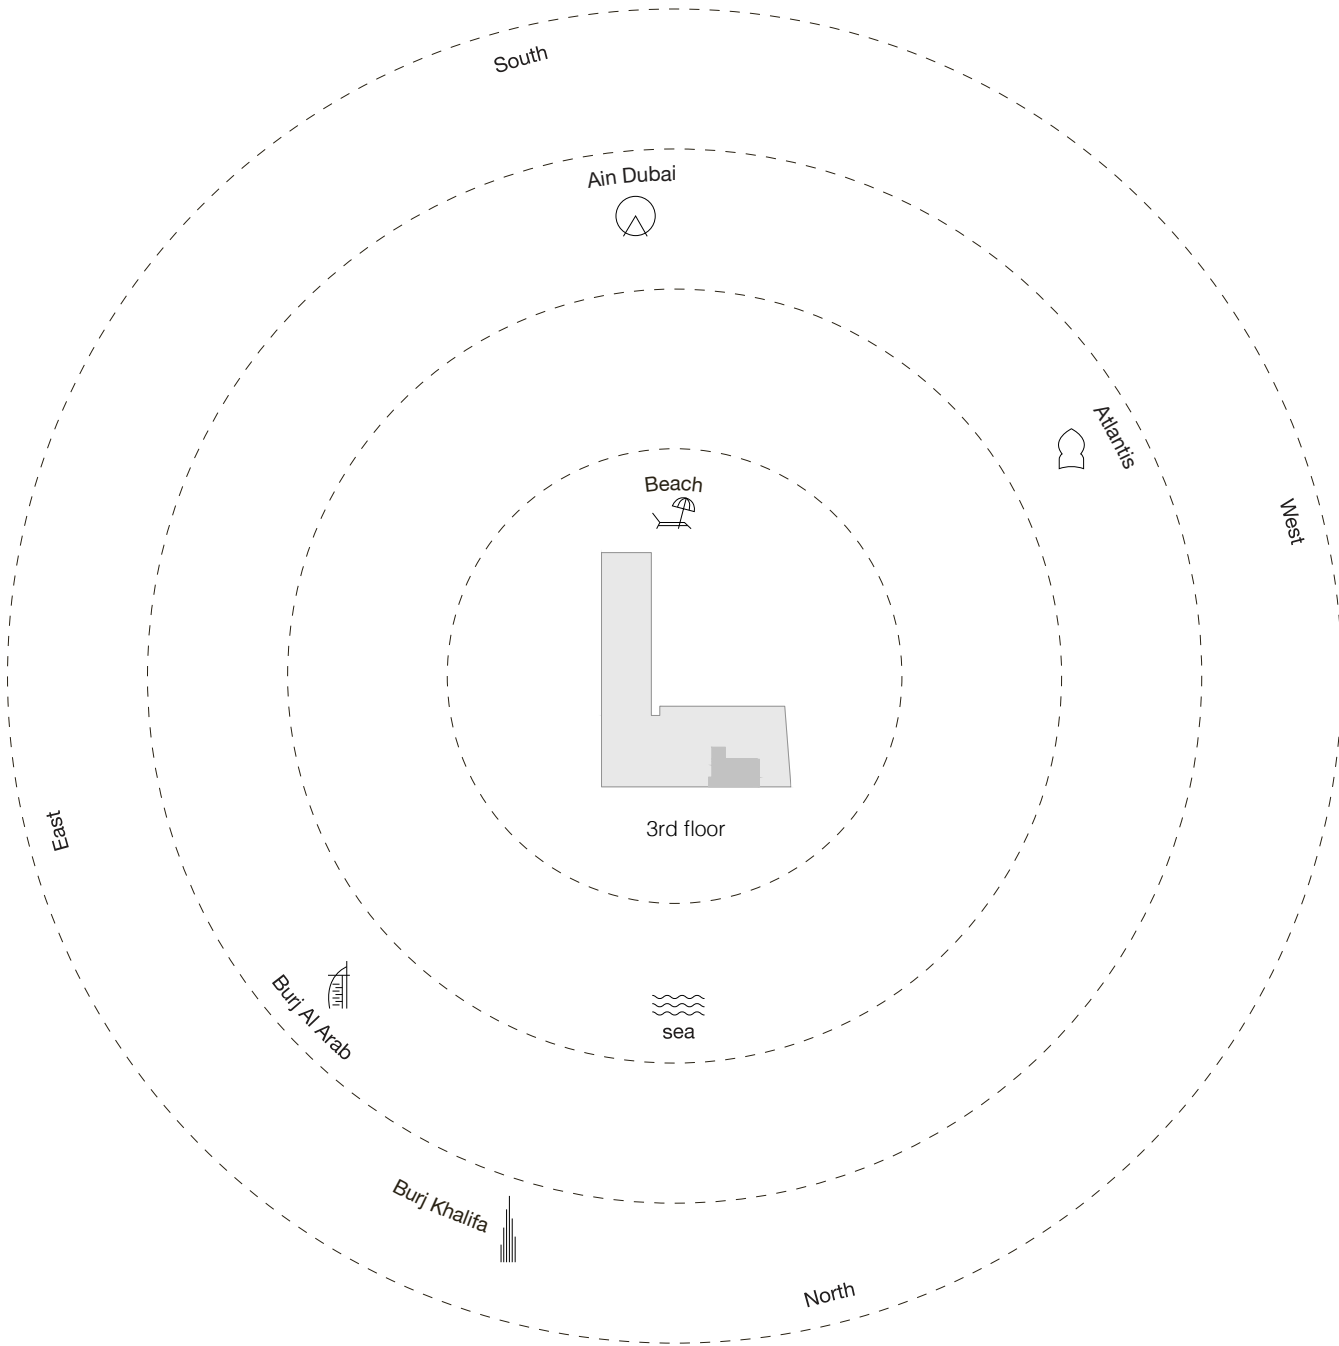 South
Ain Dubai
Atlantis
Beach
West
East
3rd floor
Burj Al Arab
sea
Burj Khalifa
North